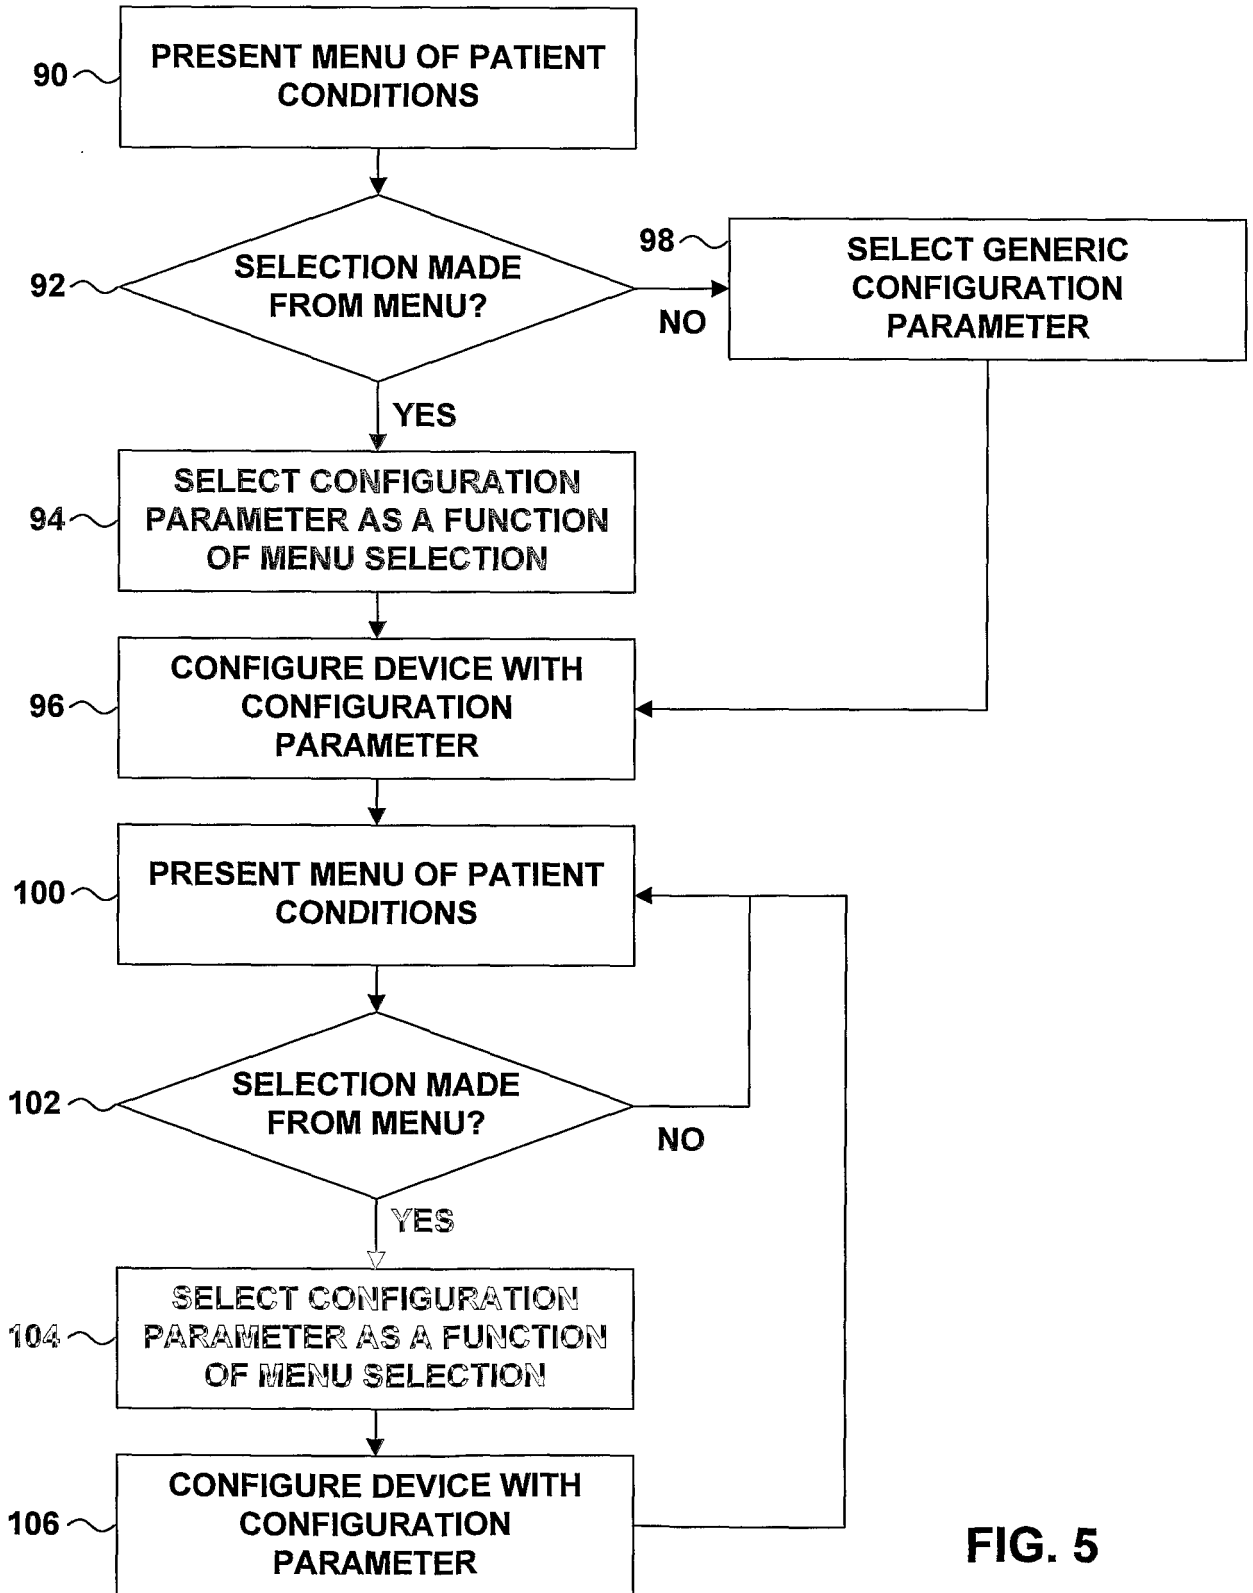 90
PRESENT MENU OF PATIENT
CONDITIONS
92
SELECTION MADE
FROM MENU?
NO
98
SELECT GENERIC
CONFIGURATION
PARAMETER
YES
94
SELECT CONFIGURATION
PARAMETER AS A FUNCTION
OF MENU SELECTION
96
CONFIGURE DEVICE WITH
CONFIGURATION
PARAMETER
100
PRESENT MENU OF PATIENT
CONDITIONS
102
SELECTION MADE
FROM MENU?
NO
YES
104
SELECT CONFIGURATION
PARAMETER AS A FUNCTION
OF MENU SELECTION
106
CONFIGURE DEVICE WITH
CONFIGURATION
PARAMETER
FIG. 5